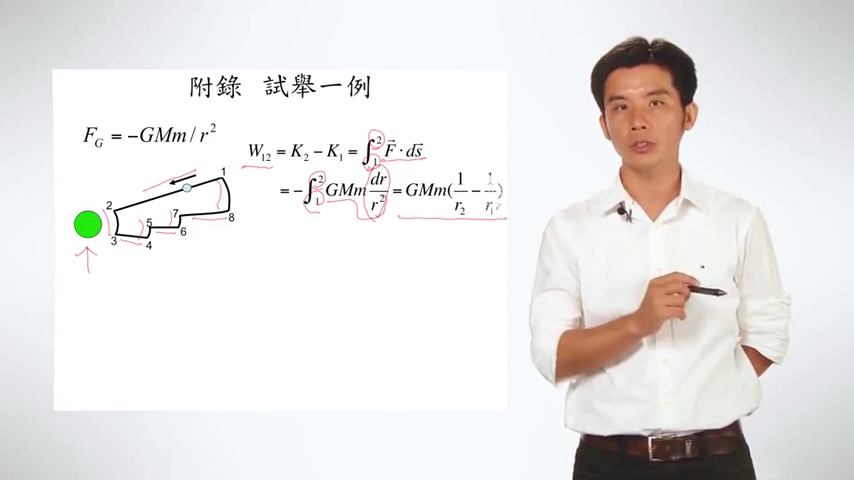 附錄 試舉一例
F_G = -GMm / r^2
W_12 = K_2 - K_1 = ∫_1^2 F⃗ · ds⃗
= -∫_1^2 GMm dr/r^2 = GMm(1/r_2 - 1/r_1)
1
2
3
4
5
6
7
8